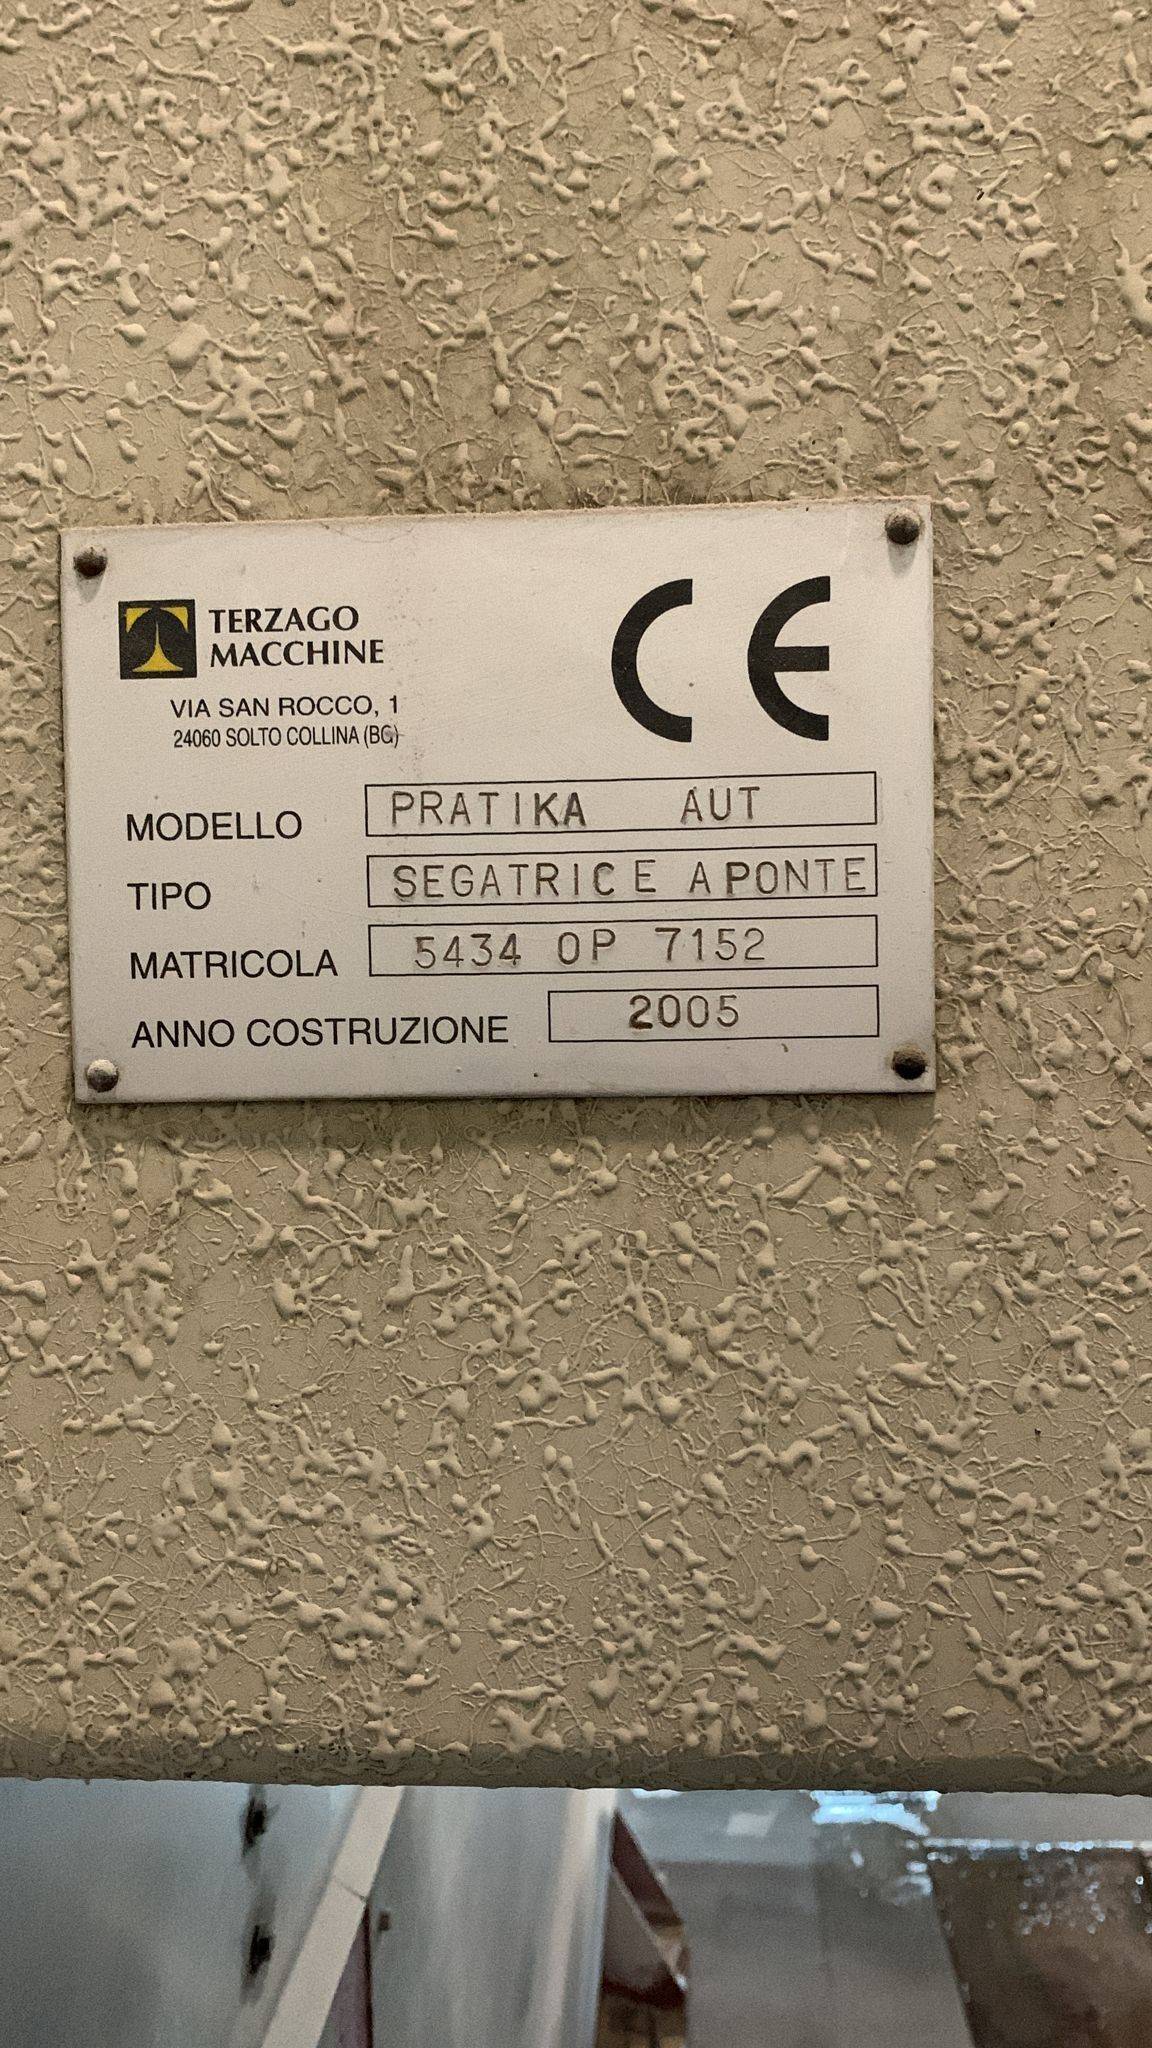 TERZAGO
MACCHINE
VIA SAN ROCCO, 1
24060 SOLTO COLLINA (BG)
CE
MODELLO PRATIKA AUT
TIPO SEGATRICE A PONTE
MATRICOLA 5434 OP 7152
ANNO COSTRUZIONE 2005